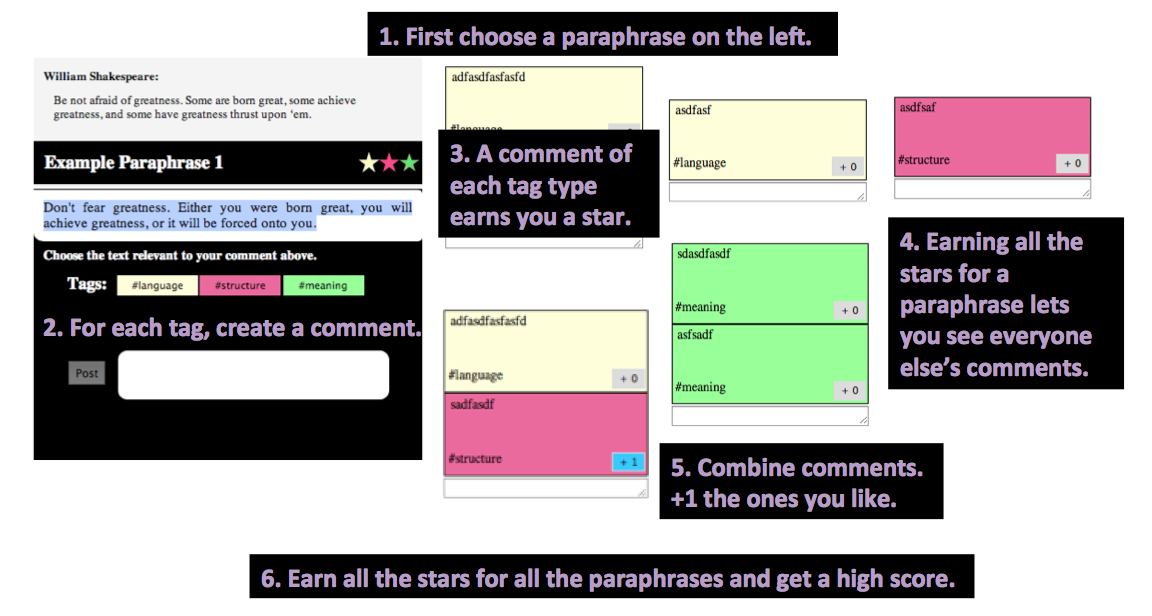 1. First choose a paraphrase on the left.
William Shakespeare:
Be not afraid of greatness. Some are born great, some achieve
greatness, and some have greatness thrust upon 'em.
Example Paraphrase 1
Don't fear greatness. Either you were born great, you will
achieve greatness, or it will be forced onto you.
Choose the text relevant to your comment above.
Tags: #language #structure #meaning
2. For each tag, create a comment.
Post
adfasdfasfasfd
#language
3. A comment of
each tag type
earns you a star.
asdfasf
#language + 0
asdfsaf
#structure + 0
4. Earning all the
stars for a
paraphrase lets
you see everyone
else's comments.
sdasdfasdf
#meaning + 0
asfsadf
#meaning + 0
adfasdfasfasfd
#language + 0
sadfasdf
#structure + 1
5. Combine comments.
+1 the ones you like.
6. Earn all the stars for all the paraphrases and get a high score.